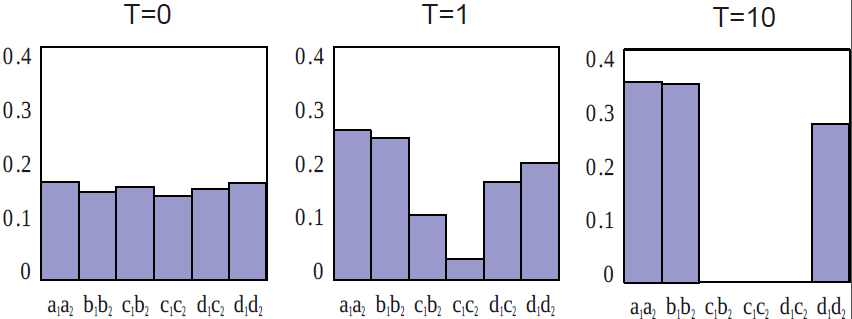 T=0
0.4
0.3
0.2
0.1
0
a₁a₂ b₁b₂ c₁b₂ c₁c₂ d₁c₂ d₁d₂
T=1
0.4
0.3
0.2
0.1
0
a₁a₂ b₁b₂ c₁b₂ c₁c₂ d₁c₂ d₁d₂
T=10
0.4
0.3
0.2
0.1
0
a₁a₂ b₁b₂ c₁b₂ c₁c₂ d₁c₂ d₁d₂